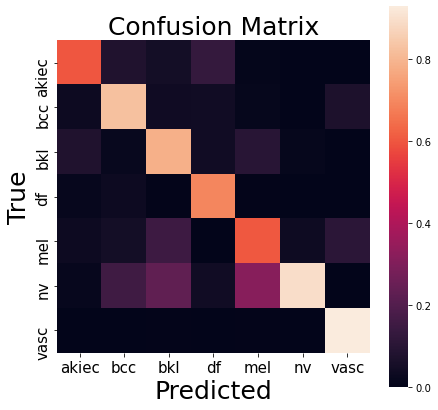 Confusion Matrix
True
akiec
bcc
bkl
df
mel
nv
vasc
akiec bcc bkl df mel nv vasc
Predicted
0.8
0.6
0.4
0.2
0.0